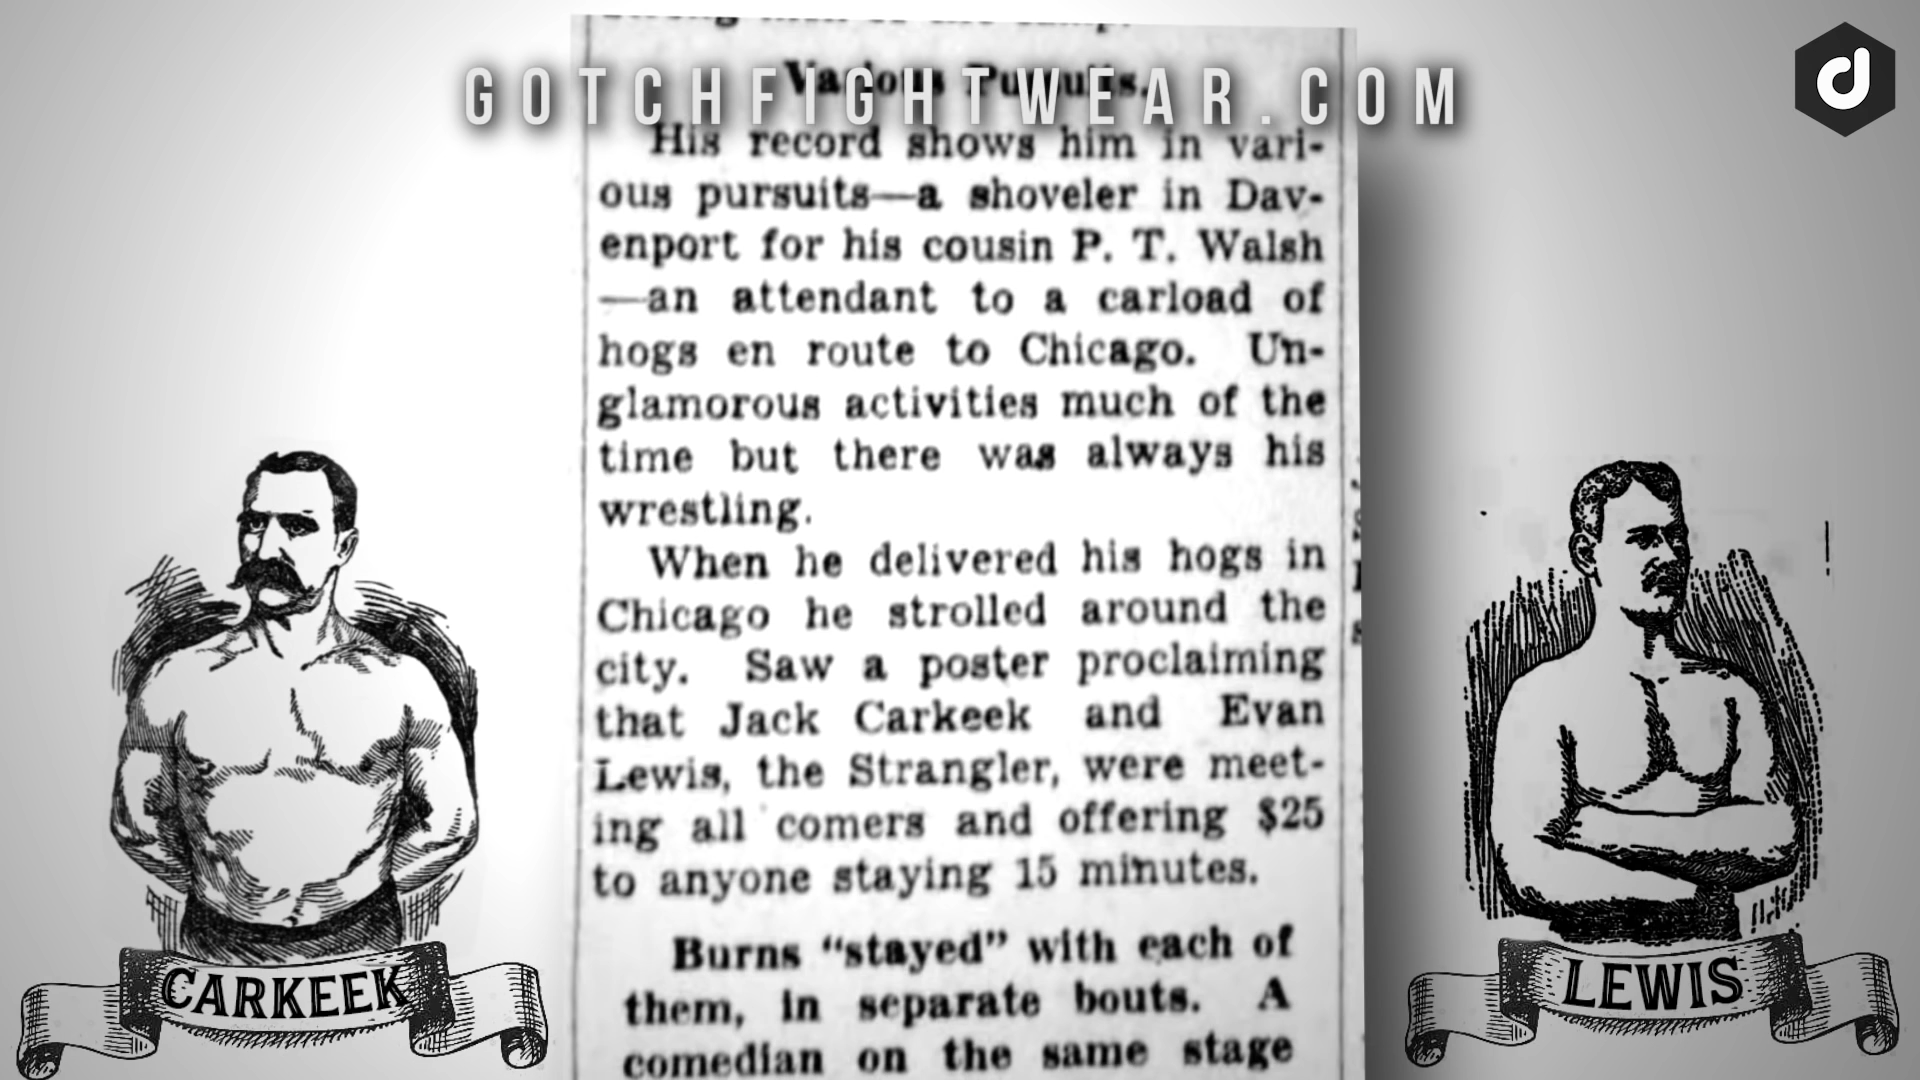 GOTCHFIGHTWEAR.COM
Various Pursuits.
His record shows him in vari-
ous pursuits—a shoveler in Dav-
enport for his cousin P. T. Walsh
—an attendant to a carload of
hogs en route to Chicago. Un-
glamorous activities much of the
time but there was always his
wrestling.
When he delivered his hogs in
Chicago he strolled around the
city. Saw a poster proclaiming
that Jack Carkeek and Evan
Lewis, the Strangler, were meet-
ing all comers and offering $25
to anyone staying 15 minutes.
Burns “stayed” with each of
them, in separate bouts. A
comedian on the same stage
CARKEEK
LEWIS
d